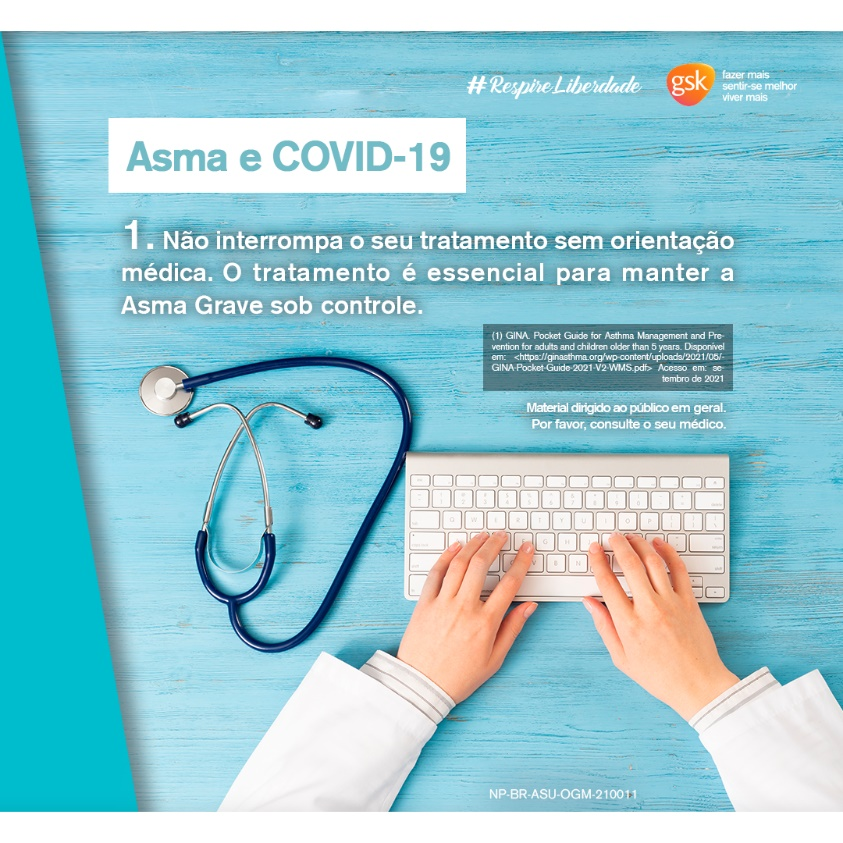 #RespireLiberdade
gsk
fazer mais
sentir-se melhor
viver mais
Asma e COVID-19
1. Não interrompa o seu tratamento sem orientação
médica. O tratamento é essencial para manter a
Asma Grave sob controle.
(1) GINA. Pocket Guide for Asthma Management and Pre-
vention for adults and children older than 5 years. Disponível
em: <https://ginasthma.org/wp-content/uploads/2021/05/-
GINA-Pocket-Guide-2021-V2-WMS.pdf> Acesso em: se-
tembro de 2021
Material dirigido ao público em geral.
Por favor, consulte o seu médico.
NP-BR-ASU-OGM-210011